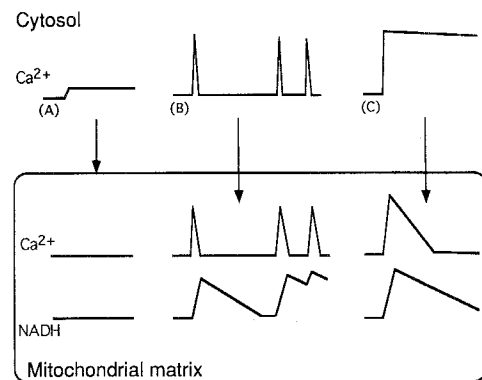 Cytosol
Ca2+
(A)
(B)
(C)
Ca2+
NADH
Mitochondrial matrix